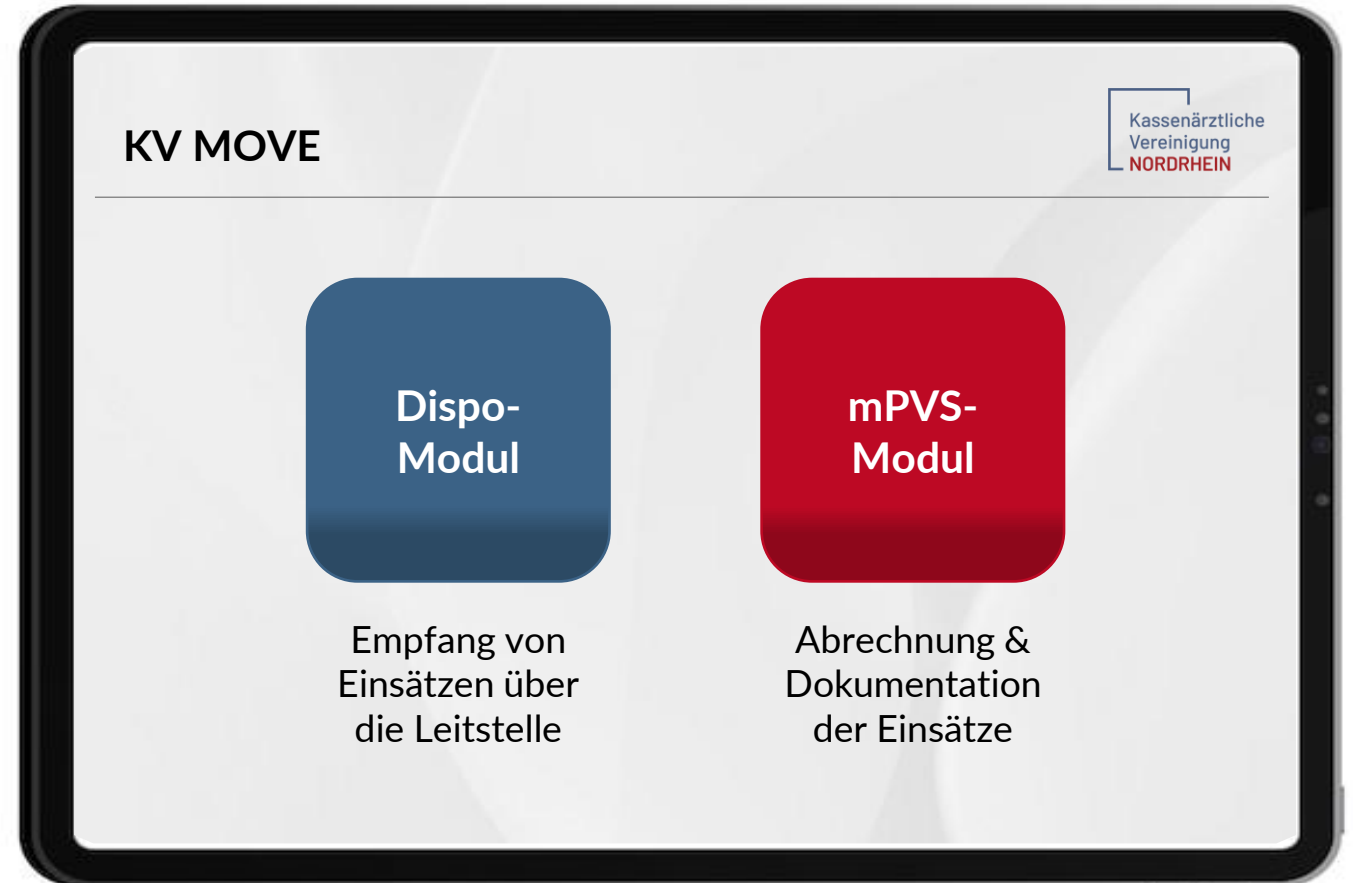 KV MOVE
Kassenärztliche
Vereinigung
NORDRHEIN
Dispo-
Modul
mPVS-
Modul
Empfang von
Einsätzen über
die Leitstelle
Abrechnung &
Dokumentation
der Einsätze